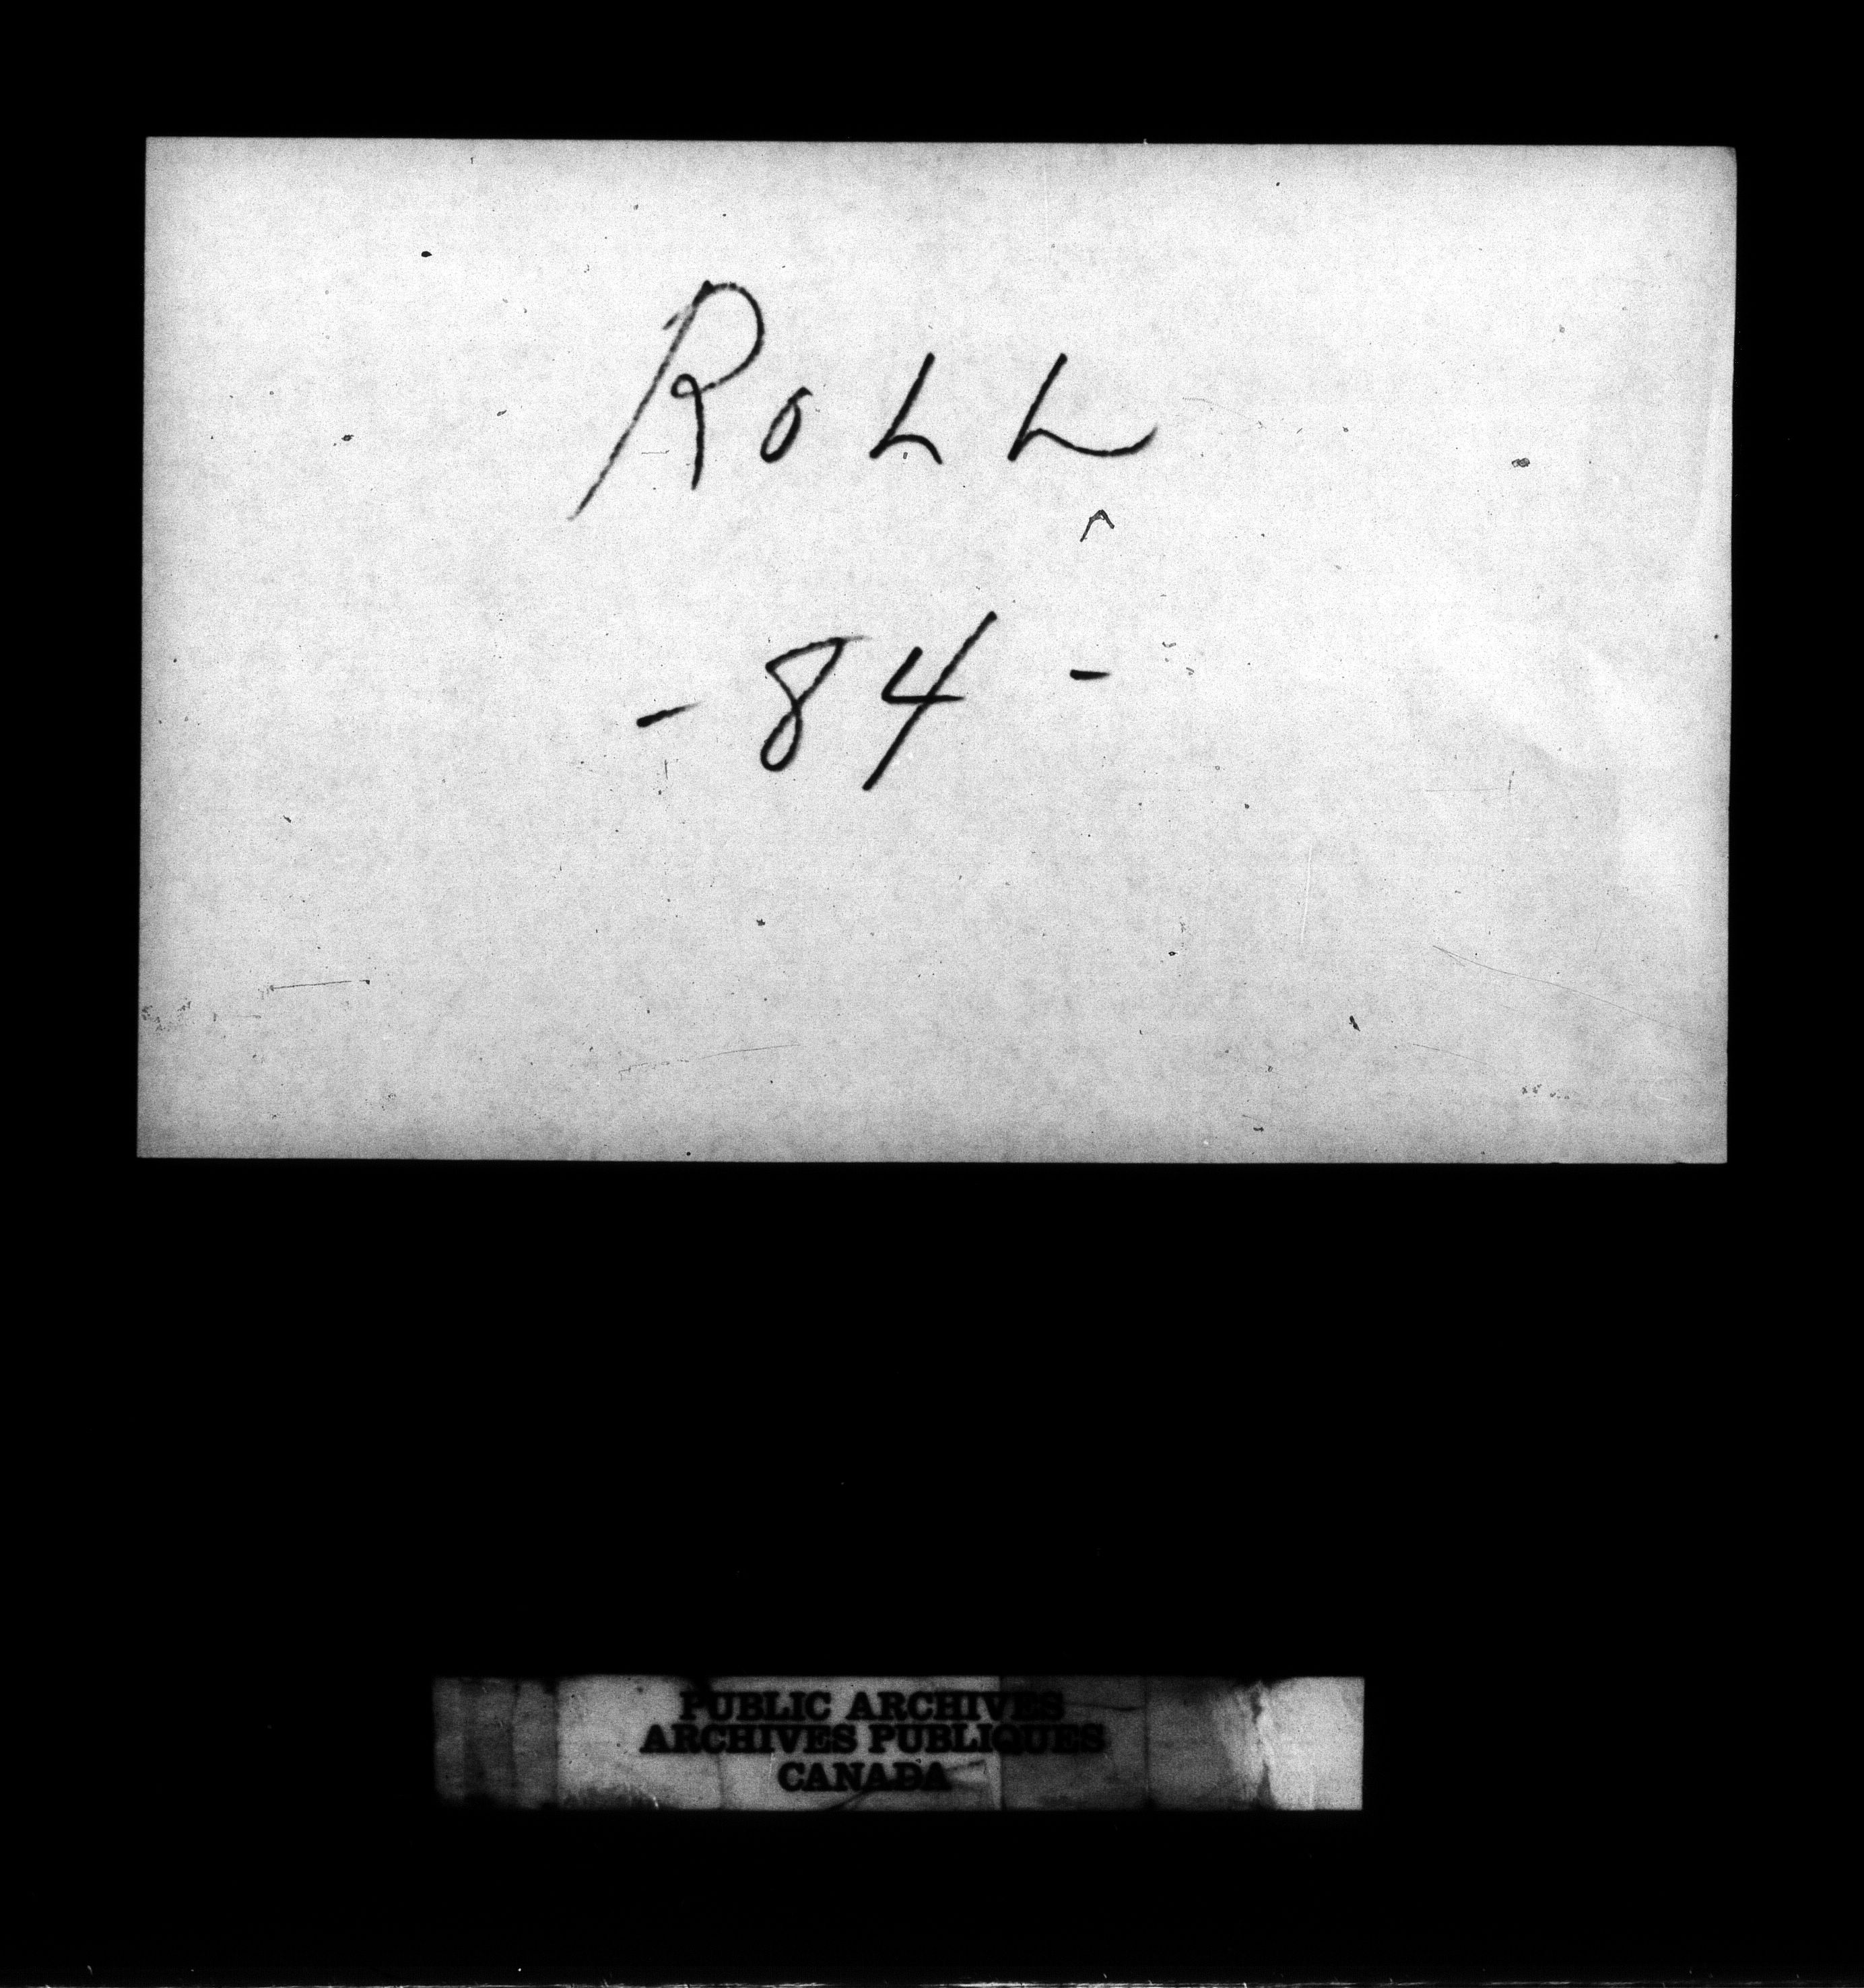 RoLL
- 84 -
PUBLIC ARCHIVES
ARCHIVES PUBLIQUES
CANADA